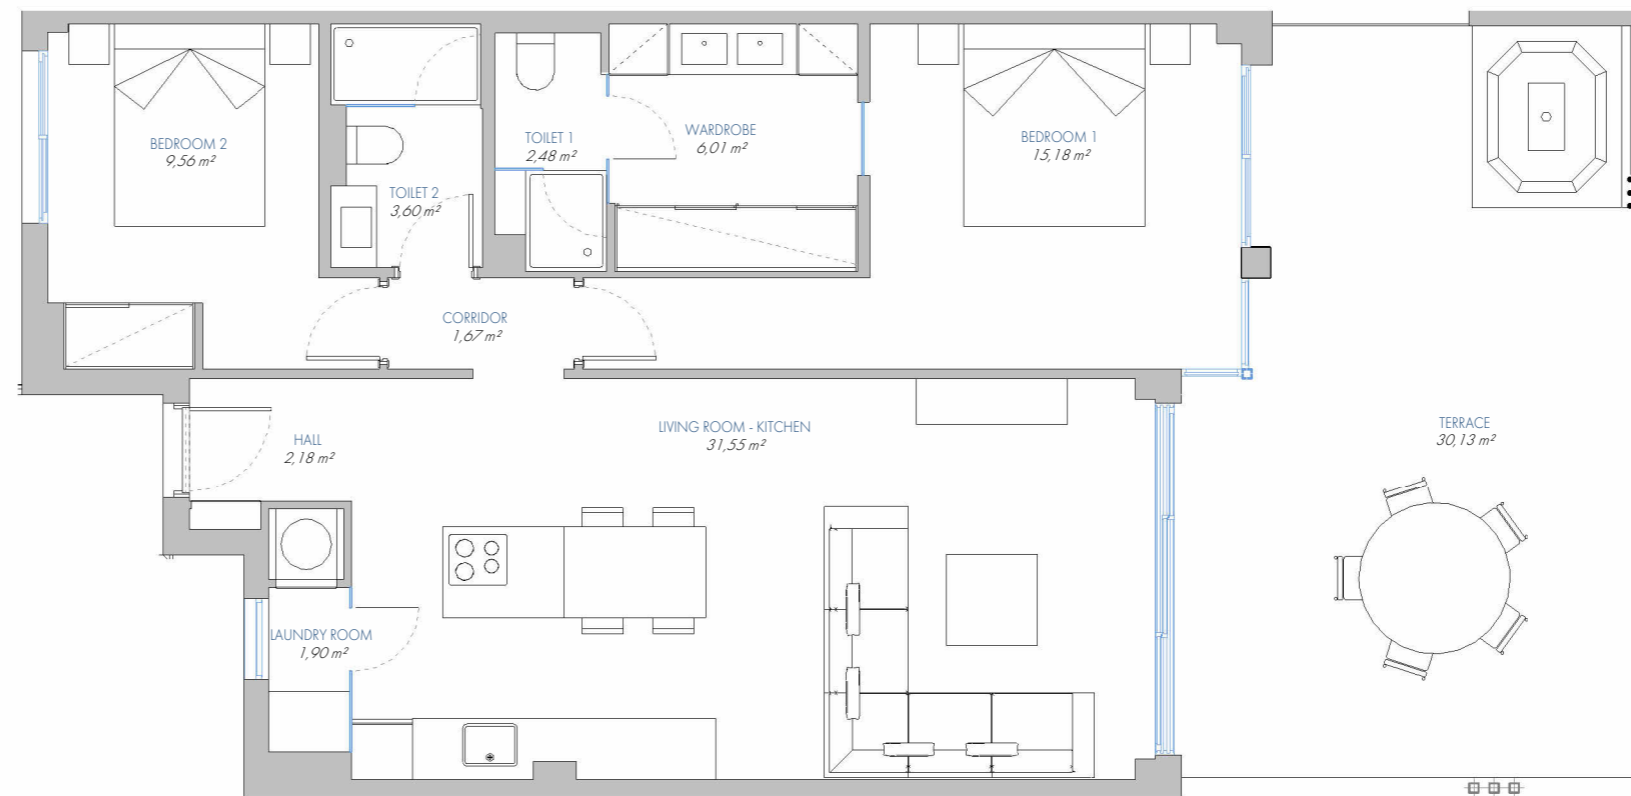 BEDROOM 2
9,56 m²
TOILET 2
3,60 m²
TOILET 1
2,48 m²
WARDROBE
6,01 m²
BEDROOM 1
15,18 m²
CORRIDOR
1,67 m²
HALL
2,18 m²
LIVING ROOM - KITCHEN
31,55 m²
TERRACE
30,13 m²
LAUNDRY ROOM
1,90 m²